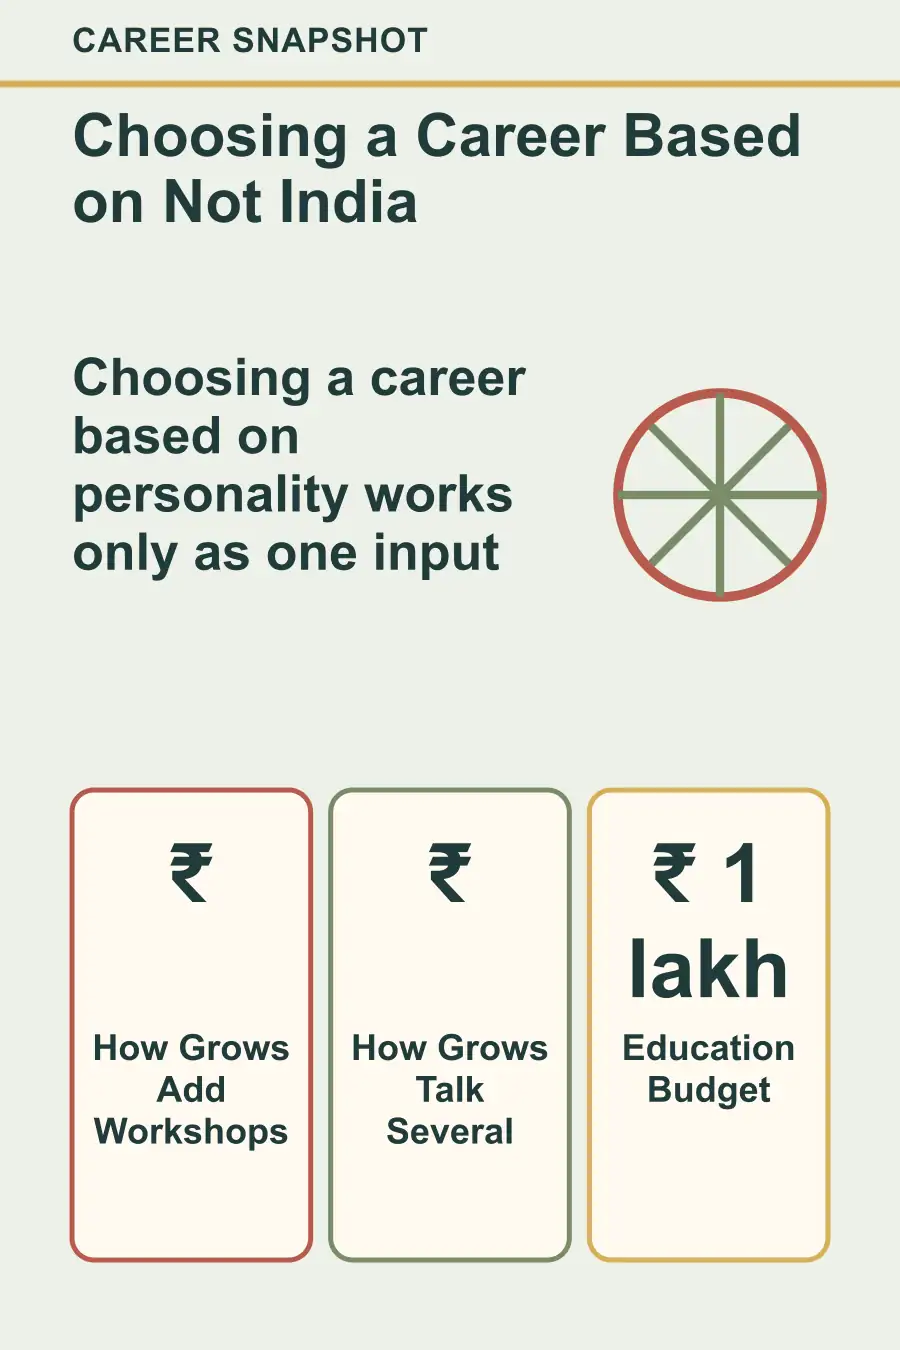 CAREER SNAPSHOT
Choosing a Career Based
on Not India
Choosing a career
based on
personality works
only as one input
₹
How Grows
Add
Workshops
₹
How Grows
Talk
Several
₹ 1
lakh
Education
Budget